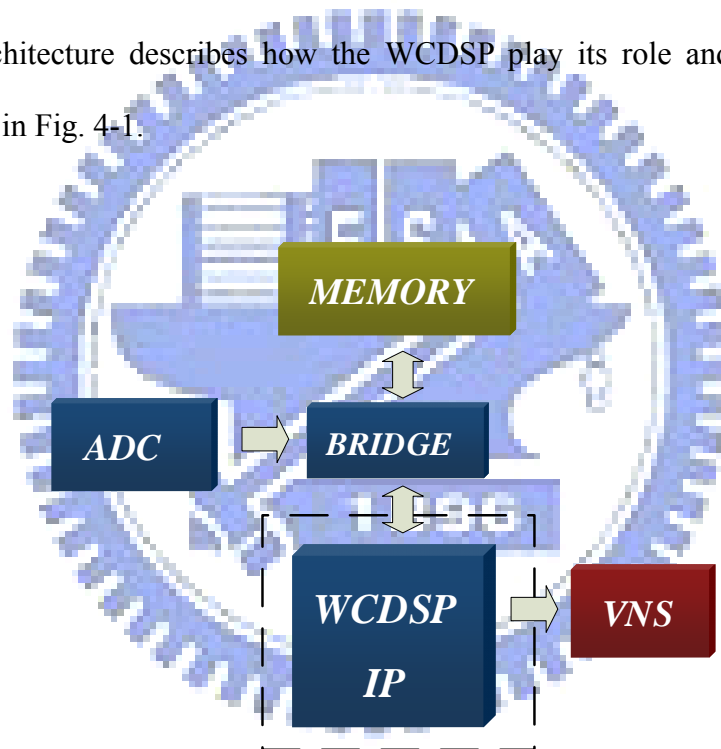 chitecture describes how the WCDSP play its role and
in Fig. 4-1.
MEMORY
ADC
BRIDGE
WCDSP
IP
VNS